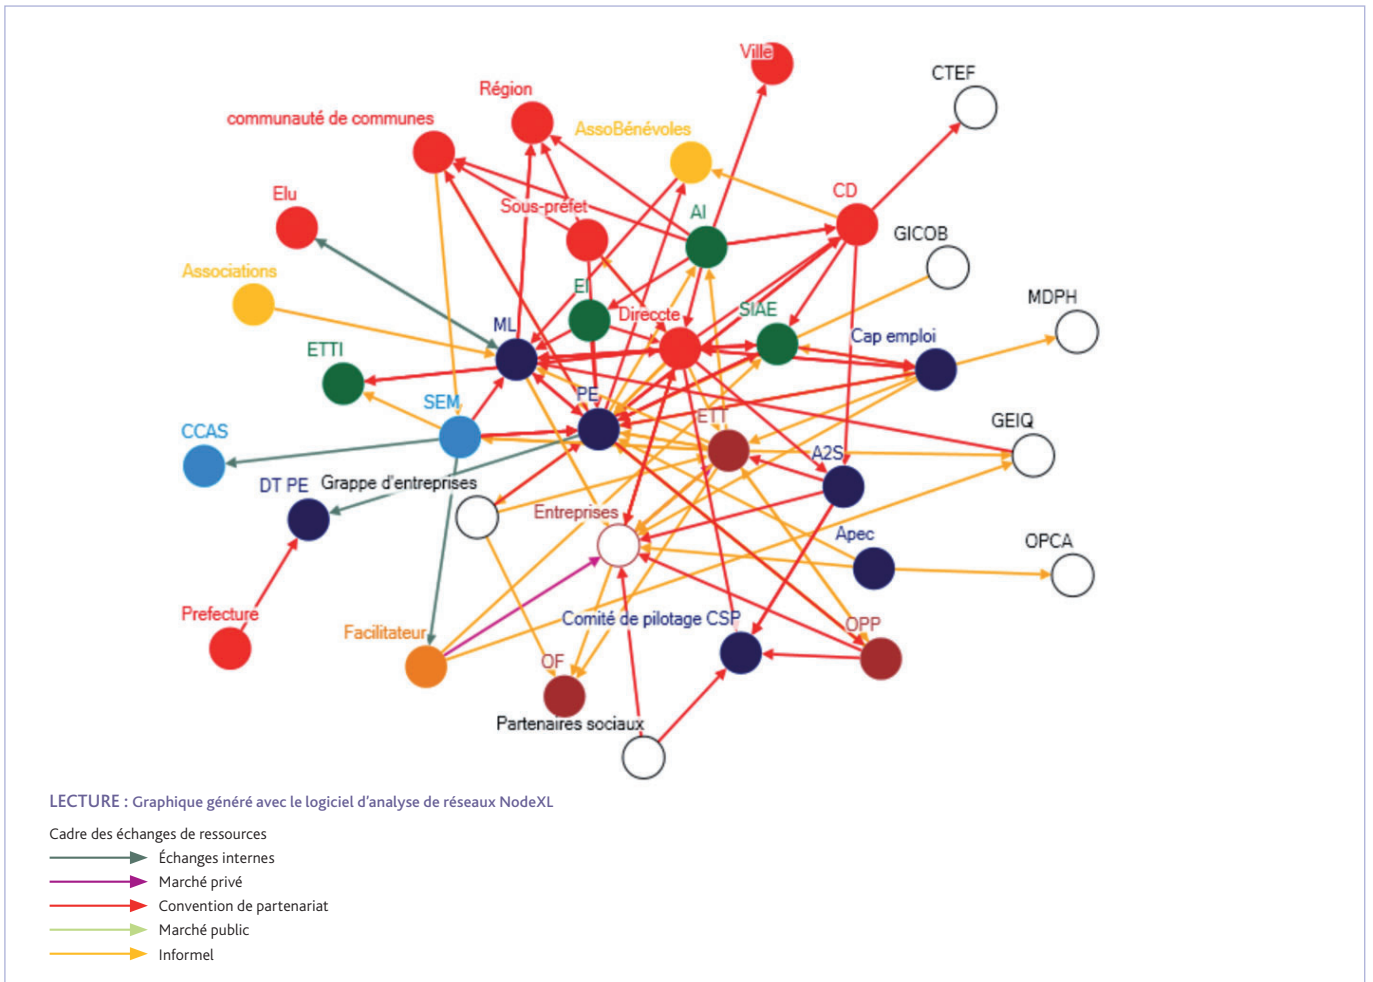 Ville
CTEF
Région
communauté de communes
AssoBénévoles
CD
Elu
Sous-préfet
AI
GICOB
Associations
EI
MDPH
ML
Direccte
SIAE
Cap emploi
ETTI
SEM
PE
ETT
GEIQ
CCAS
A2S
DT PE
Grappe d'entreprises
Entreprises
Apec
OPCA
Prefecture
Facilitateur
Comité de pilotage CSP
OPP
OF
Partenaires sociaux
LECTURE : Graphique généré avec le logiciel d'analyse de réseaux NodeXL
Cadre des échanges de ressources
Échanges internes
Marché privé
Convention de partenariat
Marché public
Informel